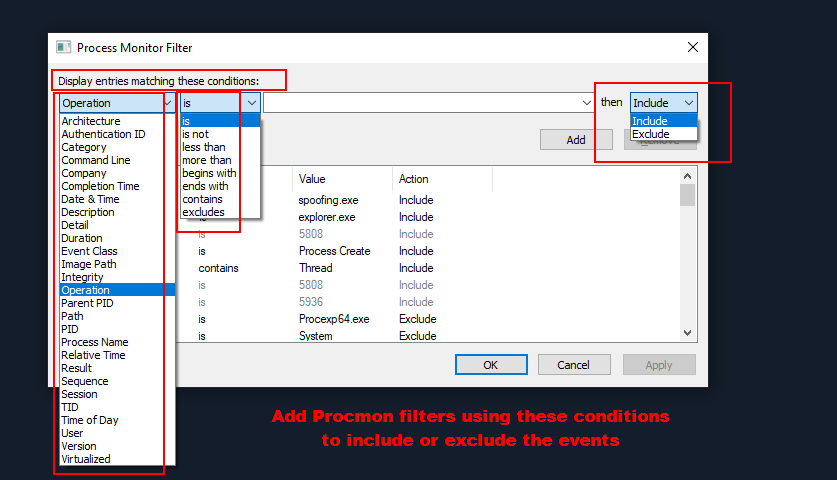 Process Monitor Filter
Display entries matching these conditions:
Operation is then Include
Architecture
Authentication ID
Category
Command Line
Company
Completion Time
Date & Time
Description
Detail
Duration
Event Class
Image Path
Integrity
Operation
Parent PID
Path
PID
Process Name
Relative Time
Result
Sequence
Session
TID
Time of Day
User
Version
Virtualized
is
is not
less than
more than
begins with
ends with
contains
excludes
Include
Exclude
Add Remove
Value Action
spoofing.exe Include
is explorer.exe Include
is 5808 Include
is Process Create Include
contains Thread Include
is 5808 Include
is 5936 Include
is Procexp64.exe Exclude
is System Exclude
OK Cancel Apply
Add Procmon filters using these conditions
to include or exclude the events